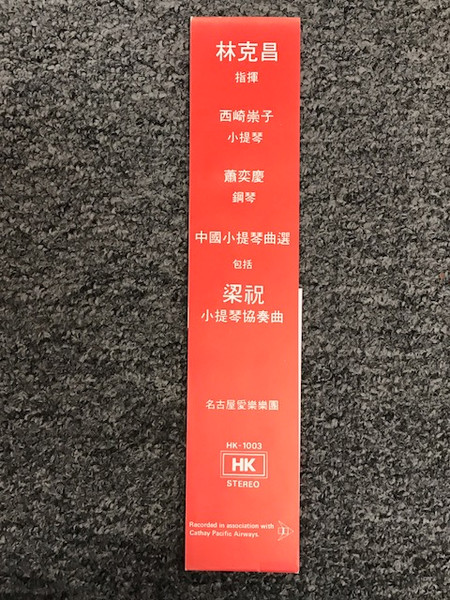 林克昌
指揮
西崎崇子
小提琴
蕭奕慶
鋼琴
中國小提琴曲選
包括
梁祝
小提琴協奏曲
名古屋愛樂樂團
HK-1003
HK
STEREO
Recorded in association with
Cathay Pacific Airways.